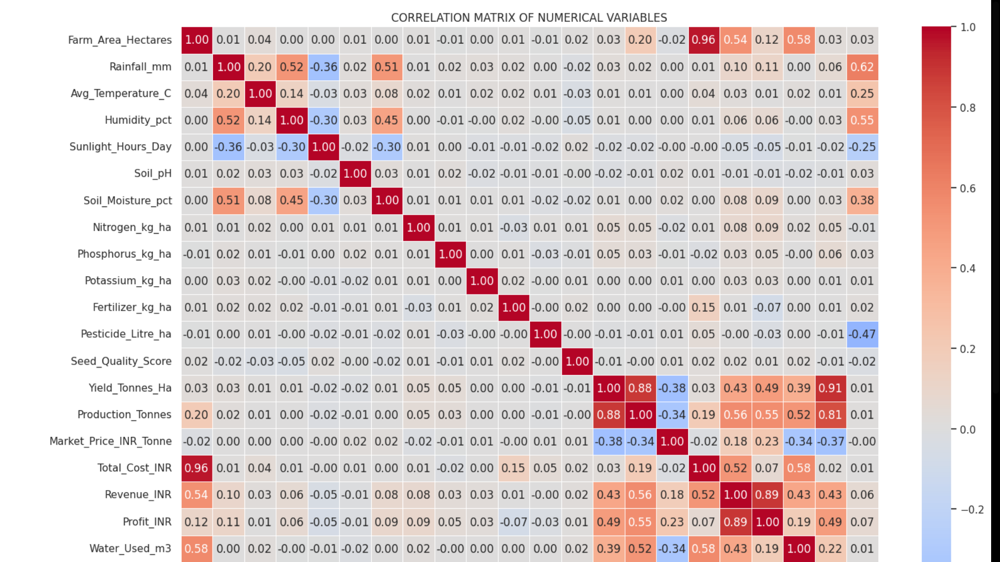 CORRELATION MATRIX OF NUMERICAL VARIABLES
1.0
Farm_Area_Hectares 1.00 0.01 0.04 0.00 0.00 0.01 0.00 0.01 -0.01 0.00 0.01 -0.01 0.02 0.03 0.20 -0.02 0.96 0.54 0.12 0.58 0.03 0.03
Rainfall_mm 0.01 1.00 0.20 0.52 -0.36 0.02 0.51 0.01 0.02 0.03 0.02 0.00 -0.02 0.03 0.02 0.00 0.01 0.10 0.11 0.00 0.06 0.62
Avg_Temperature_C 0.04 0.20 1.00 0.14 -0.03 0.03 0.08 0.02 0.01 0.02 0.02 0.01 -0.03 0.01 0.01 0.00 0.04 0.03 0.01 0.02 0.01 0.25
0.8
Humidity_pct 0.00 0.52 0.14 1.00 -0.30 0.03 0.45 0.00 -0.01 -0.00 0.02 -0.00 -0.05 0.01 0.00 0.00 0.01 0.06 0.06 -0.00 0.03 0.55
Sunlight_Hours_Day 0.00 -0.36 -0.03 -0.30 1.00 -0.02 -0.30 0.01 0.00 -0.01 -0.01 -0.02 0.02 -0.02 -0.02 -0.00 -0.00 -0.05 -0.05 -0.01 -0.02 -0.25
Soil_pH 0.01 0.02 0.03 0.03 -0.02 1.00 0.03 0.01 0.02 -0.02 -0.01 -0.01 -0.00 -0.02 -0.01 0.02 0.01 -0.01 -0.01 -0.02 -0.01 0.03
0.6
Soil_Moisture_pct 0.00 0.51 0.08 0.45 -0.30 0.03 1.00 0.01 0.01 0.01 0.01 -0.02 -0.02 0.01 0.00 0.02 0.00 0.08 0.09 0.00 0.03 0.38
Nitrogen_kg_ha 0.01 0.01 0.02 0.00 0.01 0.01 0.01 1.00 0.01 0.01 -0.03 0.01 0.01 0.05 0.05 -0.02 0.01 0.08 0.09 0.02 0.05 -0.01
Phosphorus_kg_ha -0.01 0.02 0.01 -0.01 0.00 0.02 0.01 0.01 1.00 0.00 0.01 -0.03 -0.01 0.05 0.03 -0.01 -0.02 0.03 0.05 -0.00 0.06 0.03
0.4
Potassium_kg_ha 0.00 0.03 0.02 -0.00 -0.01 -0.02 0.01 0.01 0.00 1.00 0.02 -0.00 0.01 0.00 0.00 0.01 0.00 0.03 0.03 0.00 0.01 0.01
Fertilizer_kg_ha 0.01 0.02 0.02 0.02 -0.01 -0.01 0.01 -0.03 0.01 0.02 1.00 -0.00 0.02 0.00 0.00 -0.00 0.15 0.01 -0.07 0.00 0.01 0.02
Pesticide_Litre_ha -0.01 0.00 0.01 -0.00 -0.02 -0.01 -0.02 0.01 -0.03 -0.00 -0.00 1.00 -0.00 -0.01 -0.01 0.01 0.05 -0.00 -0.03 0.00 -0.01 -0.47
0.2
Seed_Quality_Score 0.02 -0.02 -0.03 -0.05 0.02 -0.00 -0.02 0.01 -0.01 0.01 0.02 -0.00 1.00 -0.01 -0.00 0.01 0.02 0.02 0.01 0.02 -0.01 -0.02
Yield_Tonnes_Ha 0.03 0.03 0.01 0.01 -0.02 -0.02 0.01 0.05 0.05 0.00 0.00 -0.01 -0.01 1.00 0.88 -0.38 0.03 0.43 0.49 0.39 0.91 0.01
Production_Tonnes 0.20 0.02 0.01 0.00 -0.02 -0.01 0.00 0.05 0.03 0.00 0.00 -0.01 -0.00 0.88 1.00 -0.34 0.19 0.56 0.55 0.52 0.81 0.01
0.0
Market_Price_INR_Tonne -0.02 0.00 0.00 0.00 -0.00 0.02 0.02 -0.02 -0.01 0.01 -0.00 0.01 0.01 -0.38 -0.34 1.00 -0.02 0.18 0.23 -0.34 -0.37 -0.00
Total_Cost_INR 0.96 0.01 0.04 0.01 -0.00 0.01 0.00 0.01 -0.02 0.00 0.15 0.05 0.02 0.03 0.19 -0.02 1.00 0.52 0.07 0.58 0.02 0.01
Revenue_INR 0.54 0.10 0.03 0.06 -0.05 -0.01 0.08 0.08 0.03 0.03 0.01 -0.00 0.02 0.43 0.56 0.18 0.52 1.00 0.89 0.43 0.43 0.06
−0.2
Profit_INR 0.12 0.11 0.01 0.06 -0.05 -0.01 0.09 0.09 0.05 0.03 -0.07 -0.03 0.01 0.49 0.55 0.23 0.07 0.89 1.00 0.19 0.49 0.07
Water_Used_m3 0.58 0.00 0.02 -0.00 -0.01 -0.02 0.00 0.02 -0.00 0.00 0.00 0.00 0.02 0.39 0.52 -0.34 0.58 0.43 0.19 1.00 0.22 0.01